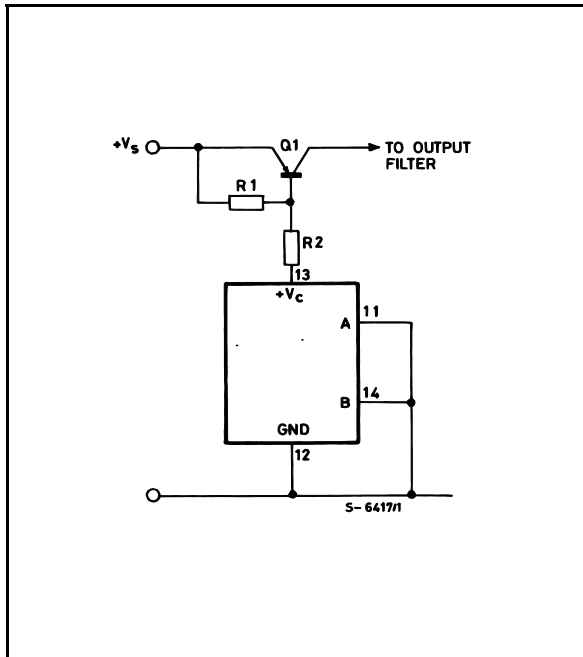 +Vs
Q1
TO OUTPUT
FILTER
R1
R2
13
+Vc
11
A
14
B
GND
12
S-6417/1